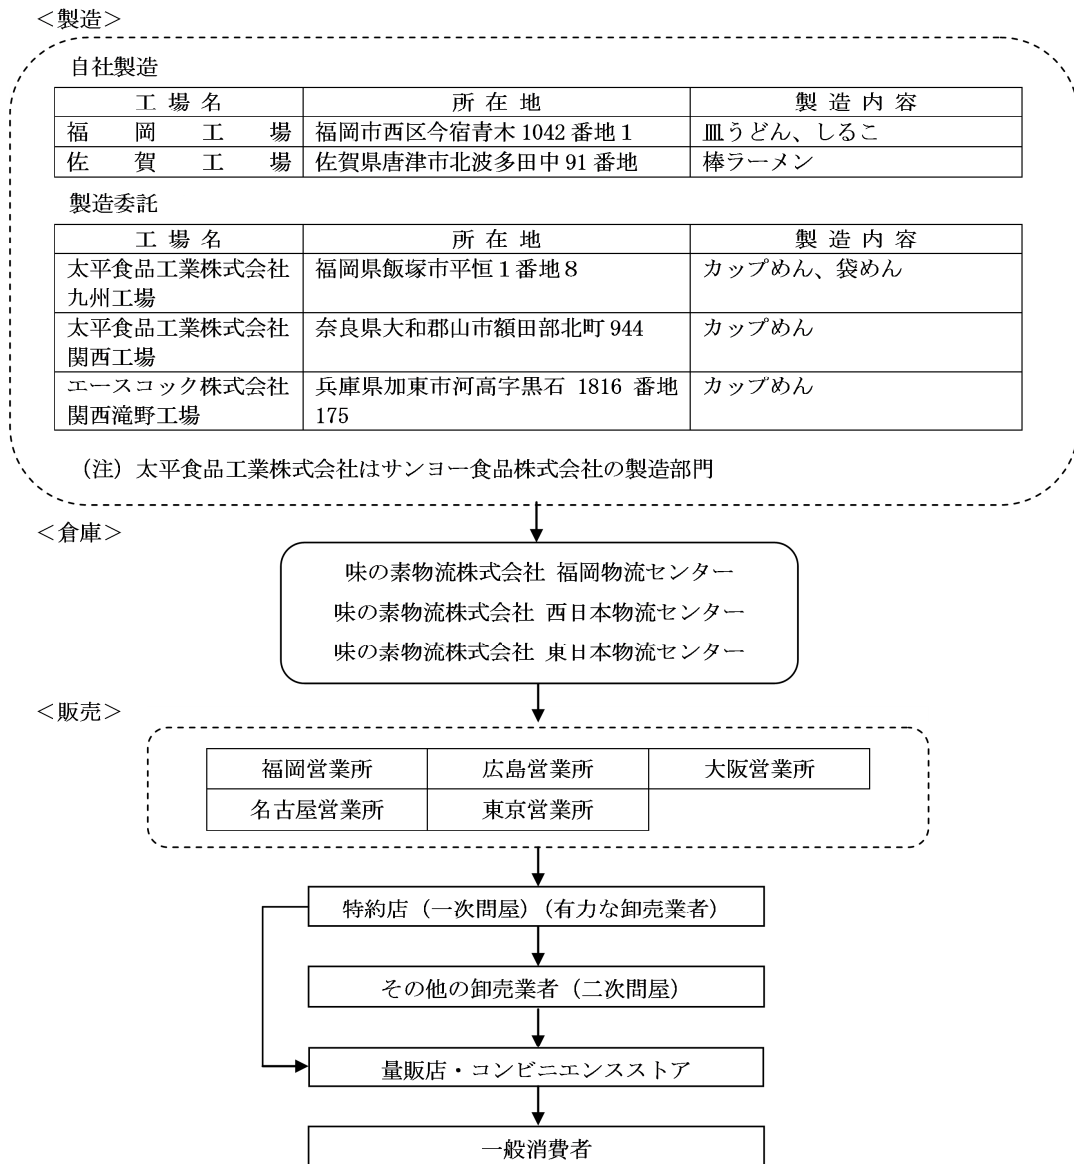 ＜製造＞
自社製造
工場名 所在地 製造内容
福岡工場 福岡市西区今宿青木 1042 番地 1 皿うどん、しるこ
佐賀工場 佐賀県唐津市北波多田中 91 番地 棒ラーメン
製造委託
工場名 所在地 製造内容
太平食品工業株式会社 福岡県飯塚市平恒１番地８ カップめん、袋めん
九州工場
太平食品工業株式会社 奈良県大和郡山市額田部北町 944 カップめん
関西工場
エースコック株式会社 兵庫県加東市河高字黒石 1816 番地 カップめん
関西滝野工場 175
（注）太平食品工業株式会社はサンヨー食品株式会社の製造部門
＜倉庫＞
味の素物流株式会社 福岡物流センター
味の素物流株式会社 西日本物流センター
味の素物流株式会社 東日本物流センター
＜販売＞
福岡営業所 広島営業所 大阪営業所
名古屋営業所 東京営業所
特約店（一次問屋）（有力な卸売業者）
その他の卸売業者（二次問屋）
量販店・コンビニエンスストア
一般消費者